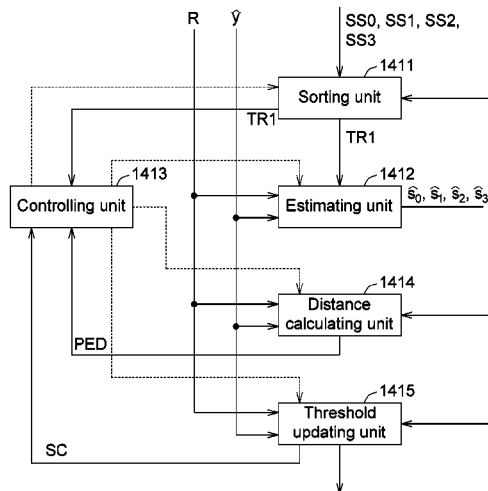 R
ŷ
SS0, SS1, SS2,
SS3
1411
Sorting unit
TR1
TR1
1413
Controlling unit
1412
Estimating unit
ŝ0, ŝ1, ŝ2, ŝ3
1414
Distance
calculating unit
PED
1415
Threshold
updating unit
SC